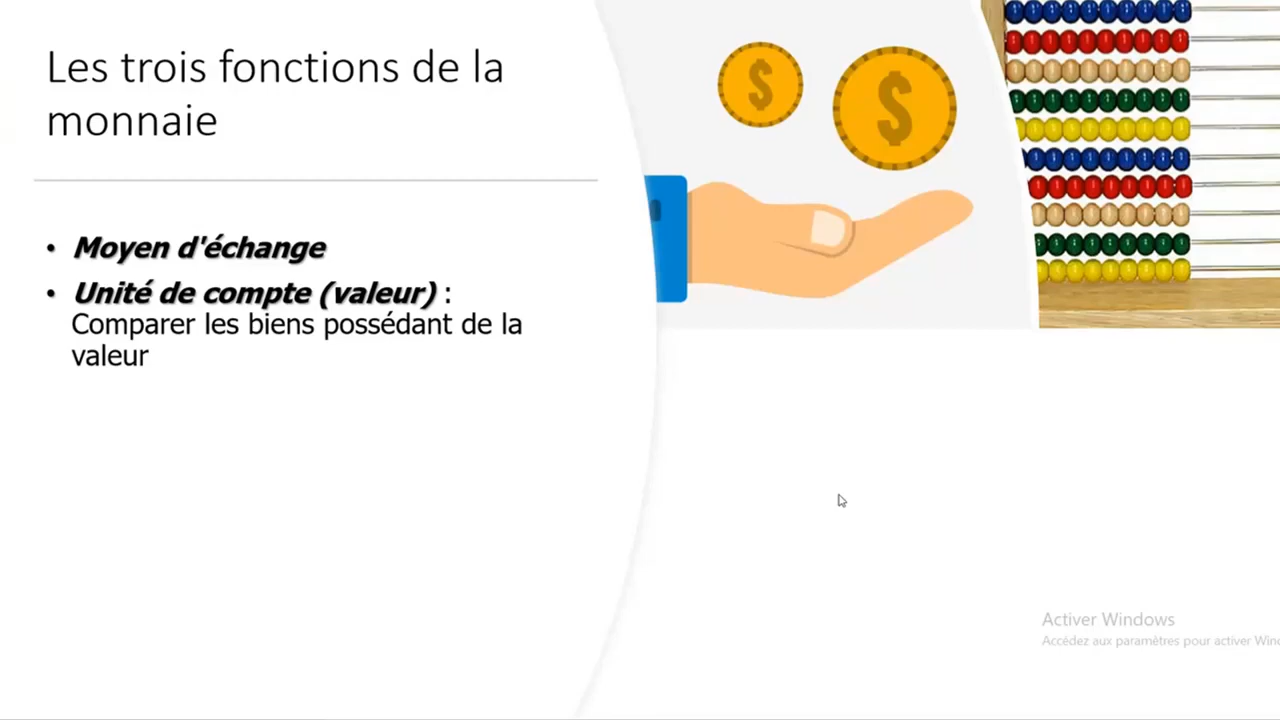 Les trois fonctions de la
monnaie
• Moyen d'échange
• Unité de compte (valeur) :
Comparer les biens possédant de la
valeur
$
$
Activer Windows
Accédez aux paramètres pour activer Winc